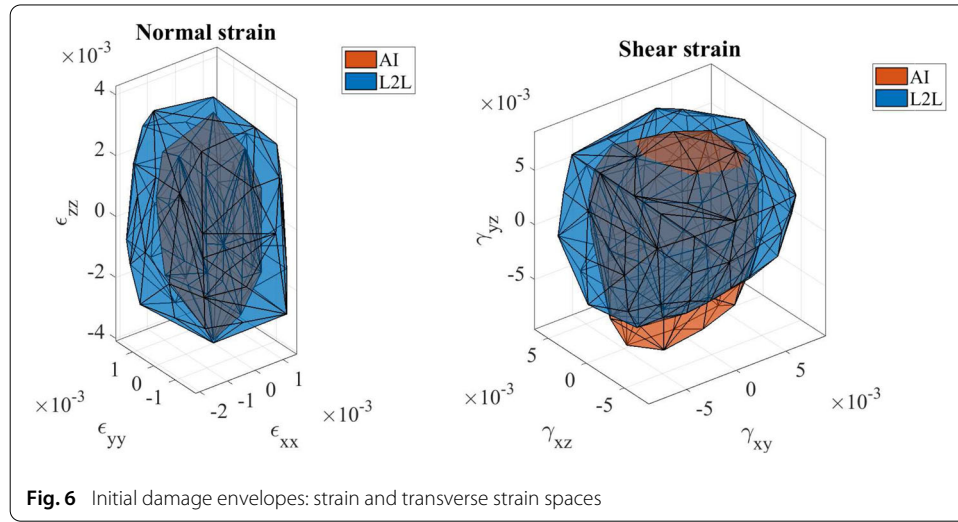 Normal strain
×10⁻³
AI
L2L
4
2
0
-2
-4
ϵzz
1
0
-1
×10⁻³
ϵyy
-2
-1
0
1
×10⁻³
ϵxx
Shear strain
×10⁻³
AI
L2L
5
0
-5
γyz
5
0
-5
×10⁻³
γxz
-5
0
5
×10⁻³
γxy
Fig. 6 Initial damage envelopes: strain and transverse strain spaces